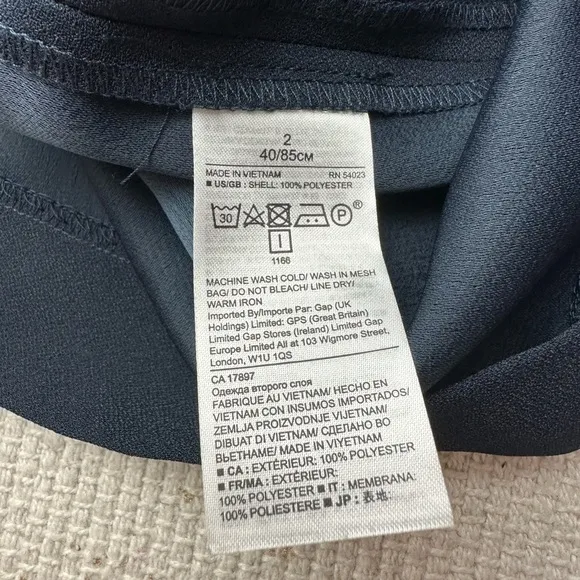 2
40/85CM
MADE IN VIETNAM RN 54023
■ US/GB : SHELL: 100% POLYESTER
30 P ®
I
1166
MACHINE WASH COLD/ WASH IN MESH
BAG/ DO NOT BLEACH/ LINE DRY/
WARM IRON
Imported By/Importe Par: Gap (UK
Holdings) Limited: GPS (Great Britain)
Limited Gap Stores (Ireland) Limited Gap
Europe Limited All at 103 Wigmore Street,
London, W1U 1QS
CA 17897
Одежда второго слоя
FABRIQUE AU VIETNAM/ HECHO EN
VIETNAM CON INSUMOS IMPORTADOS/
ZEMLJA PROIZVODNJE VIJETNAM/
DIBUAT DI VIETNAM/ СДЕЛАНО ВО
ВЬЕТНАМЕ/ MADE IN VIYETNAM
■ CA : EXTÉRIEUR: 100% POLYESTER
■ FR/MA : EXTÉRIEUR:
100% POLYESTER ■ IT : MEMBRANA:
100% POLIESTERE ■ JP : 表地: